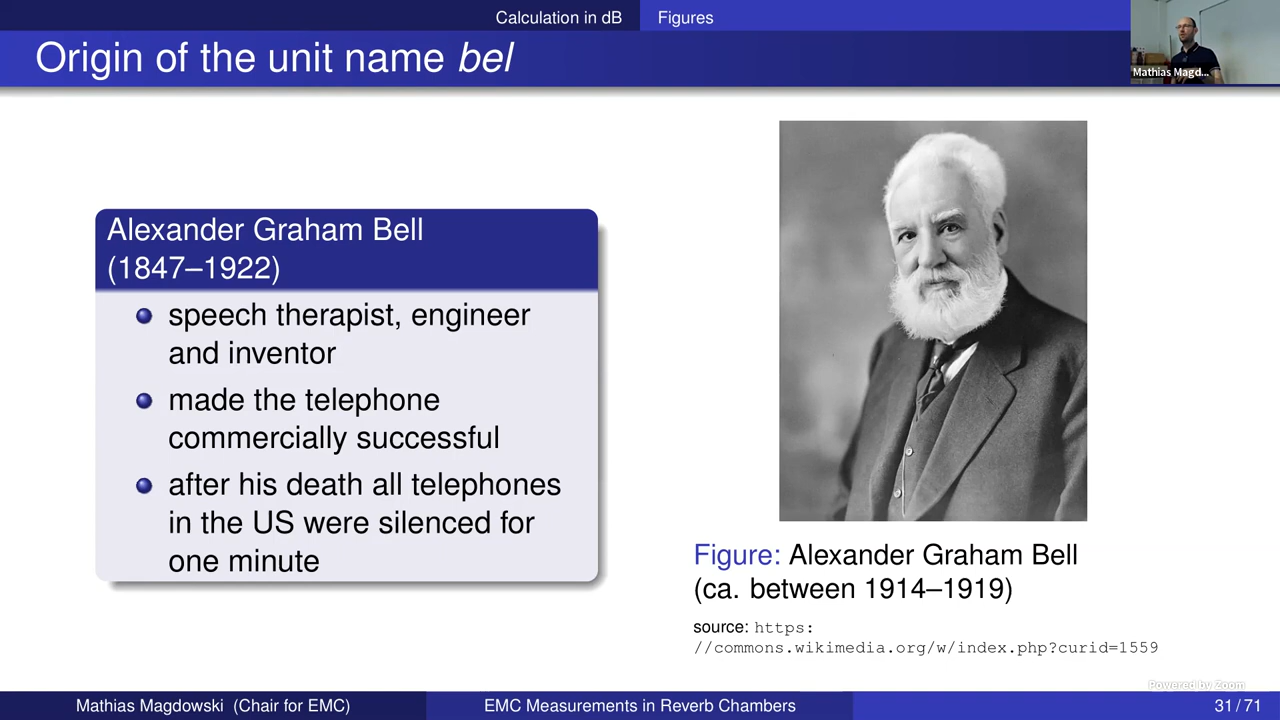 Calculation in dB Figures
Origin of the unit name bel
Mathias Magd...
Alexander Graham Bell
(1847–1922)
speech therapist, engineer
and inventor
made the telephone
commercially successful
after his death all telephones
in the US were silenced for
one minute
Figure: Alexander Graham Bell
(ca. between 1914–1919)
source: https:
//commons.wikimedia.org/w/index.php?curid=1559
Powered by Zoom
Mathias Magdowski (Chair for EMC) EMC Measurements in Reverb Chambers 31 / 71